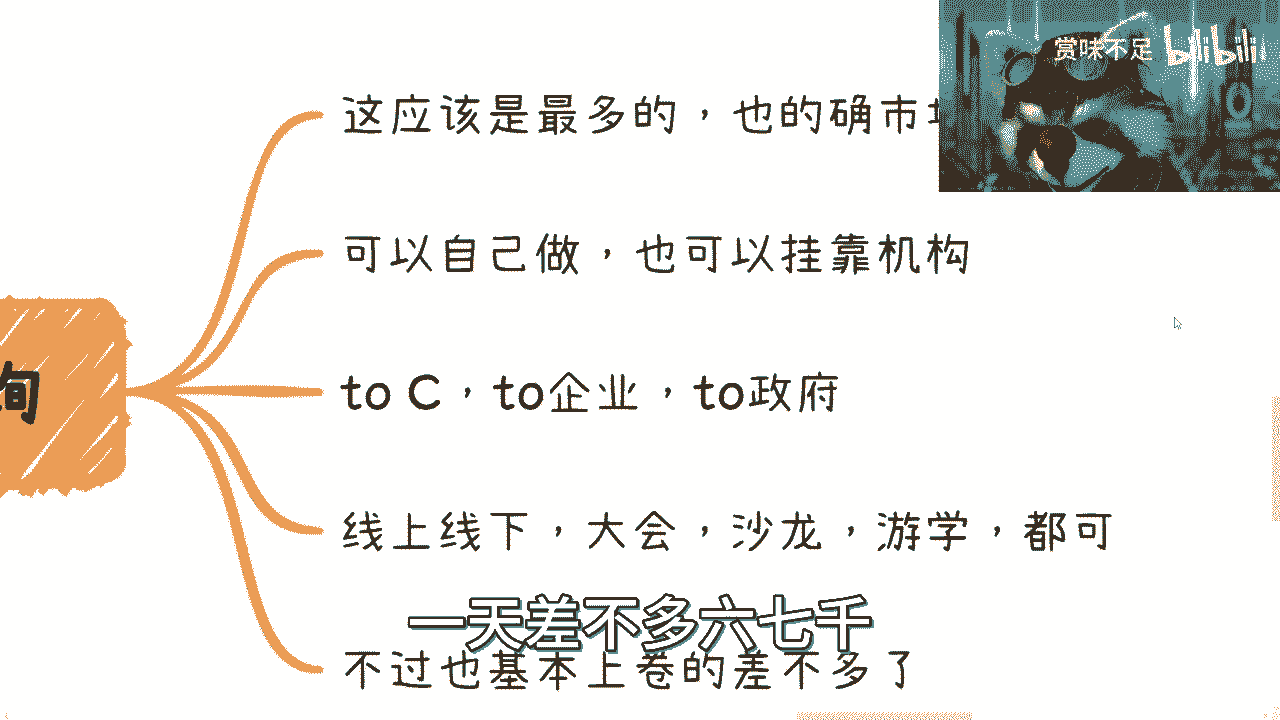 赏味不足 bilibili
这应该是最多的，也的确市
可以自己做，也可以挂靠机构
询
to C，to企业，to政府
线上线下，大会，沙龙，游学，都可
一天差不多六七千
不过也基本上卷的差不多了